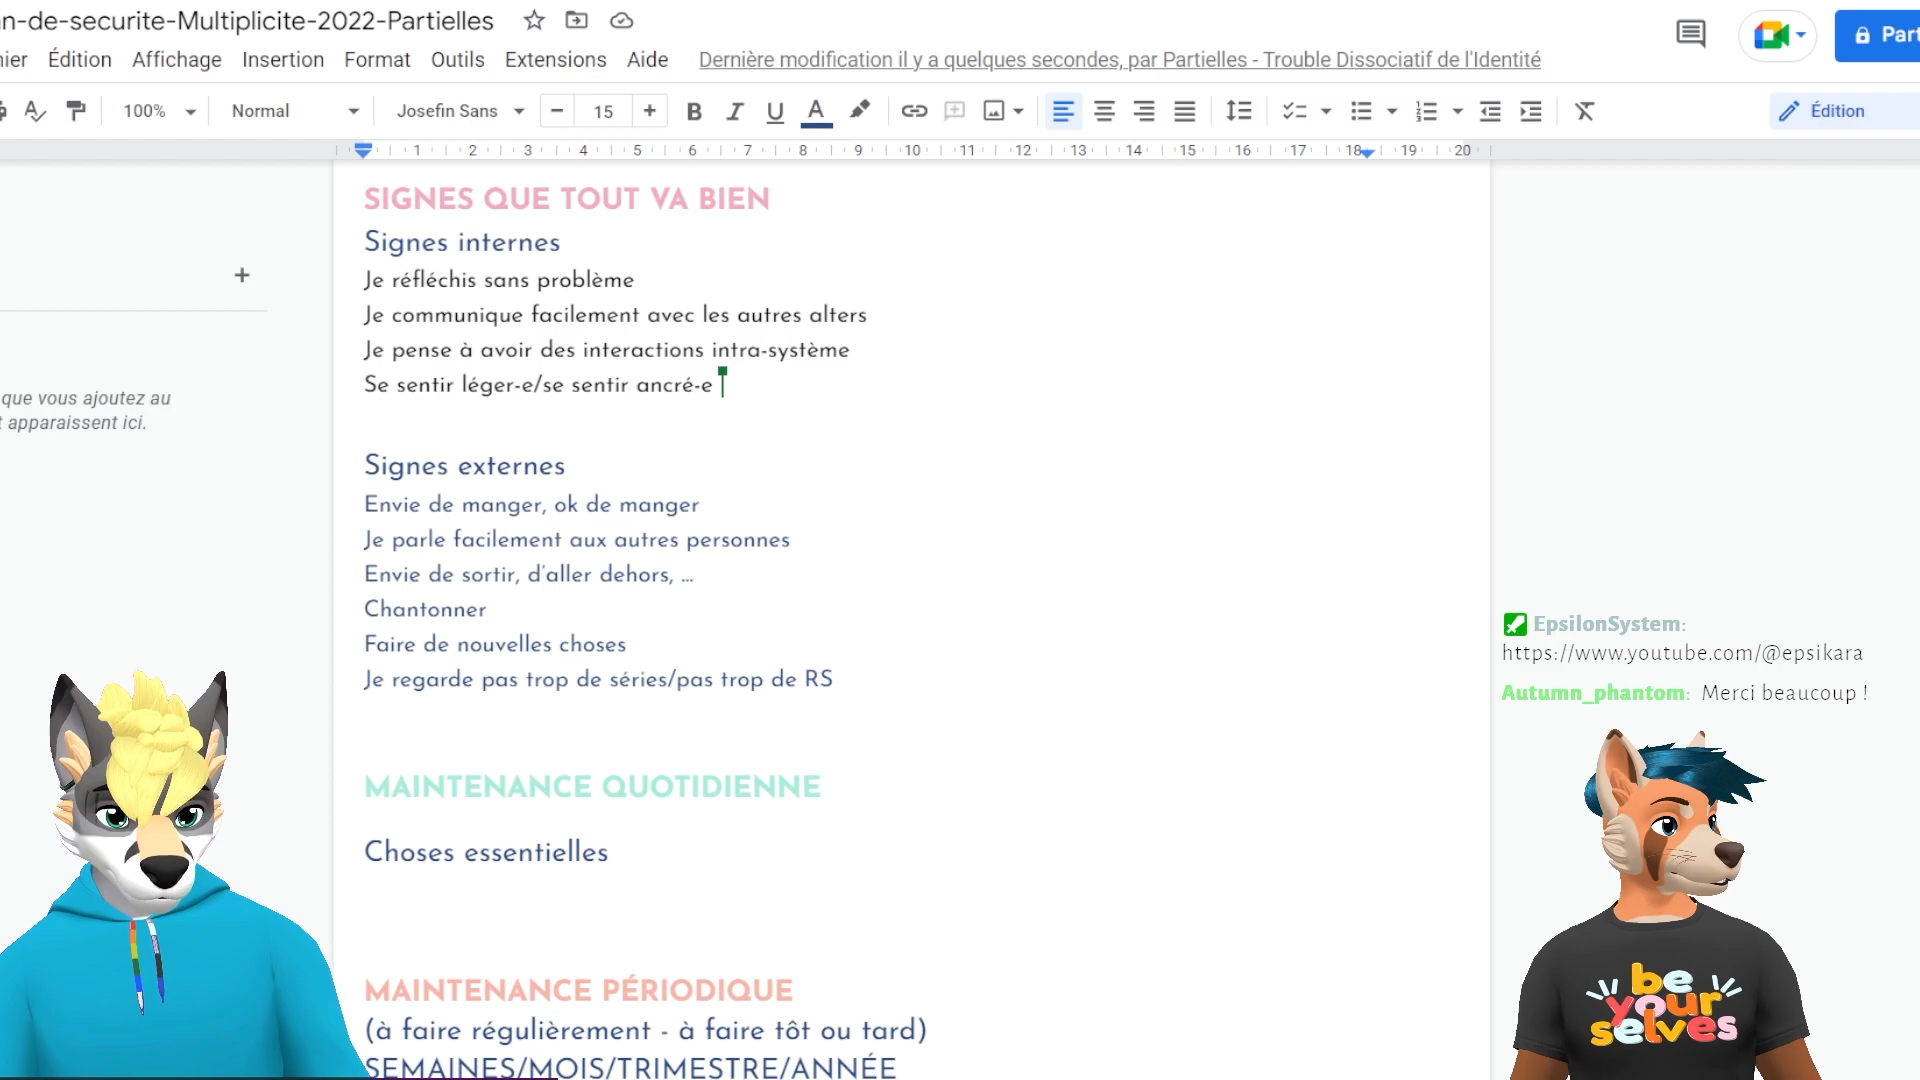 n-de-securite-Multiplicite-2022-Partielles
ier Édition Affichage Insertion Format Outils Extensions Aide Dernière modification il y a quelques secondes, par Partielles - Trouble Dissociatif de l'Identité
Part
100% Normal Josefin Sans 15 Édition
1 2 3 4 5 6 7 8 9 10 11 12 13 14 15 16 17 18 19 20
que vous ajoutez au
t apparaissent ici.
SIGNES QUE TOUT VA BIEN
Signes internes
Je réfléchis sans problème
Je communique facilement avec les autres alters
Je pense à avoir des interactions intra-système
Se sentir léger-e/se sentir ancré-e
Signes externes
Envie de manger, ok de manger
Je parle facilement aux autres personnes
Envie de sortir, d'aller dehors, ...
Chantonner
Faire de nouvelles choses
Je regarde pas trop de séries/pas trop de RS
MAINTENANCE QUOTIDIENNE
Choses essentielles
MAINTENANCE PÉRIODIQUE
(à faire régulièrement - à faire tôt ou tard)
SEMAINES/MOIS/TRIMESTRE/ANNÉE
EpsilonSystem:
https://www.youtube.com/@epsikara
Autumn_phantom: Merci beaucoup !
be
your
selves